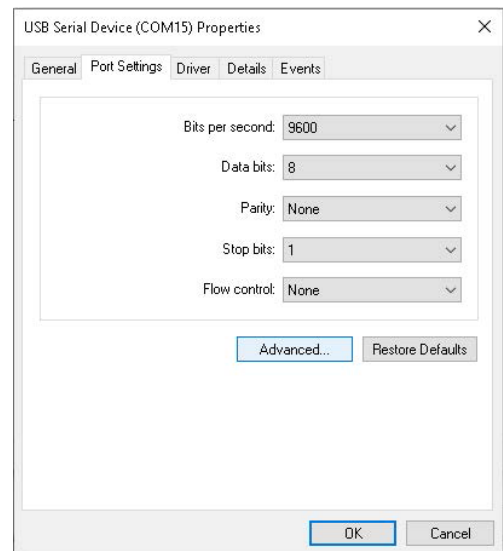 USB Serial Device (COM15) Properties
General Port Settings Driver Details Events
Bits per second: 9600
Data bits: 8
Parity: None
Stop bits: 1
Flow control: None
Advanced... Restore Defaults
OK Cancel